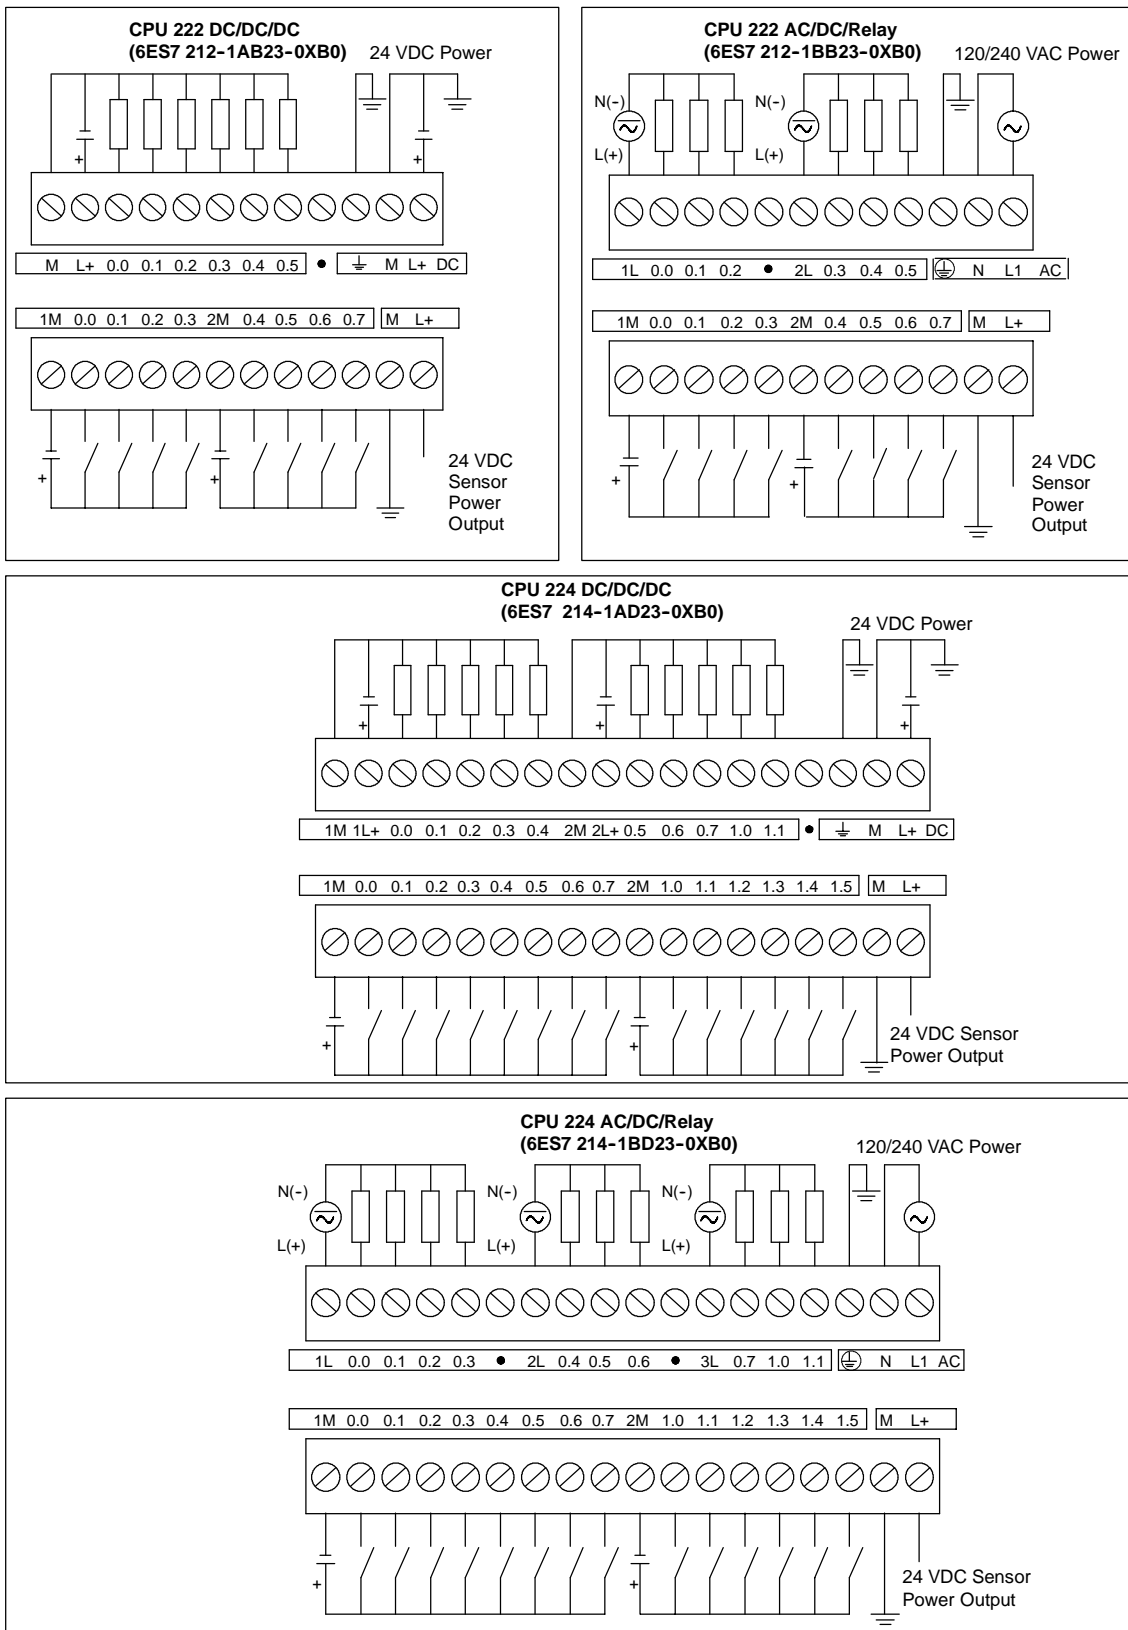 CPU 222 DC/DC/DC
(6ES7 212-1AB23-0XB0)
24 VDC Power
+ +
M L+ 0.0 0.1 0.2 0.3 0.4 0.5 • M L+ DC
1M 0.0 0.1 0.2 0.3 2M 0.4 0.5 0.6 0.7 M L+
+ +
24 VDC
Sensor
Power
Output
CPU 222 AC/DC/Relay
(6ES7 212-1BB23-0XB0)
120/240 VAC Power
N(-) N(-)
L(+) L(+)
1L 0.0 0.1 0.2 • 2L 0.3 0.4 0.5 N L1 AC
1M 0.0 0.1 0.2 0.3 2M 0.4 0.5 0.6 0.7 M L+
+ +
24 VDC
Sensor
Power
Output
CPU 224 DC/DC/DC
(6ES7 214-1AD23-0XB0)
24 VDC Power
+ + +
1M 1L+ 0.0 0.1 0.2 0.3 0.4 2M 2L+ 0.5 0.6 0.7 1.0 1.1 • M L+ DC
1M 0.0 0.1 0.2 0.3 0.4 0.5 0.6 0.7 2M 1.0 1.1 1.2 1.3 1.4 1.5 M L+
+ +
24 VDC Sensor
Power Output
CPU 224 AC/DC/Relay
(6ES7 214-1BD23-0XB0)
120/240 VAC Power
N(-) N(-) N(-)
L(+) L(+) L(+)
1L 0.0 0.1 0.2 0.3 • 2L 0.4 0.5 0.6 • 3L 0.7 1.0 1.1 N L1 AC
1M 0.0 0.1 0.2 0.3 0.4 0.5 0.6 0.7 2M 1.0 1.1 1.2 1.3 1.4 1.5 M L+
+ +
24 VDC Sensor
Power Output